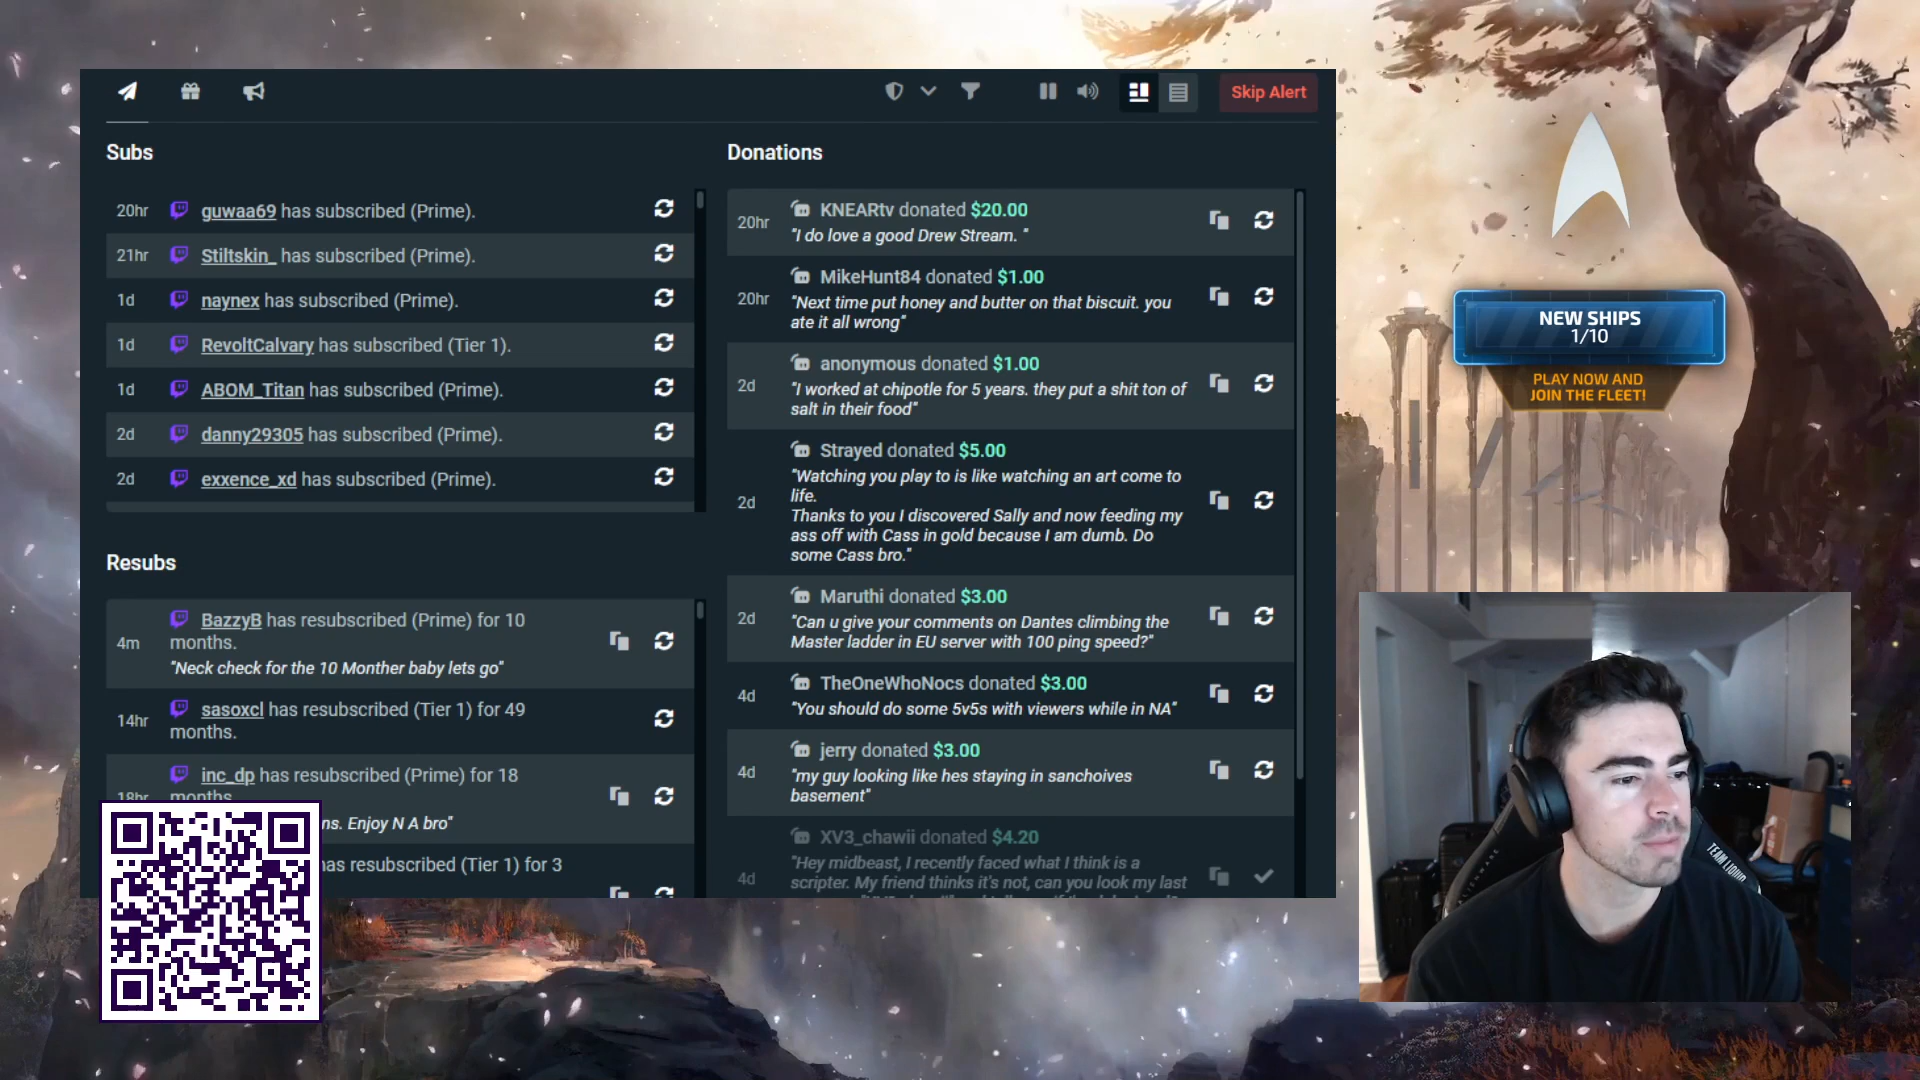 Skip Alert
Subs
20hr guwaa69 has subscribed (Prime).
21hr Stiltskin_ has subscribed (Prime).
1d naynex has subscribed (Prime).
1d RevoltCalvary has subscribed (Tier 1).
1d ABOM_Titan has subscribed (Prime).
2d danny29305 has subscribed (Prime).
2d exxence_xd has subscribed (Prime).
Resubs
BazzyB has resubscribed (Prime) for 10
4m months.
"Neck check for the 10 Monther baby lets go"
sasoxcl has resubscribed (Tier 1) for 49
14hr months.
inc_dp has resubscribed (Prime) for 18
18hr months.
ns. Enjoy N A bro"
has resubscribed (Tier 1) for 3
Donations
KNEARtv donated $20.00
20hr
"I do love a good Drew Stream. "
MikeHunt84 donated $1.00
20hr
"Next time put honey and butter on that biscuit. you
ate it all wrong"
anonymous donated $1.00
2d
"I worked at chipotle for 5 years. they put a shit ton of
salt in their food"
Strayed donated $5.00
"Watching you play to is like watching an art come to
life.
2d
Thanks to you I discovered Sally and now feeding my
ass off with Cass in gold because I am dumb. Do
some Cass bro."
Maruthi donated $3.00
2d
"Can u give your comments on Dantes climbing the
Master ladder in EU server with 100 ping speed?"
TheOneWhoNocs donated $3.00
4d
"You should do some 5v5s with viewers while in NA"
jerry donated $3.00
4d
"my guy looking like hes staying in sanchoives
basement"
XV3_chawii donated $4.20
"Hey midbeast, I recently faced what I think is a
4d
scripter. My friend thinks it's not, can you look my last
NEW SHIPS
1/10
PLAY NOW AND
JOIN THE FLEET!
TEAM LIQUID